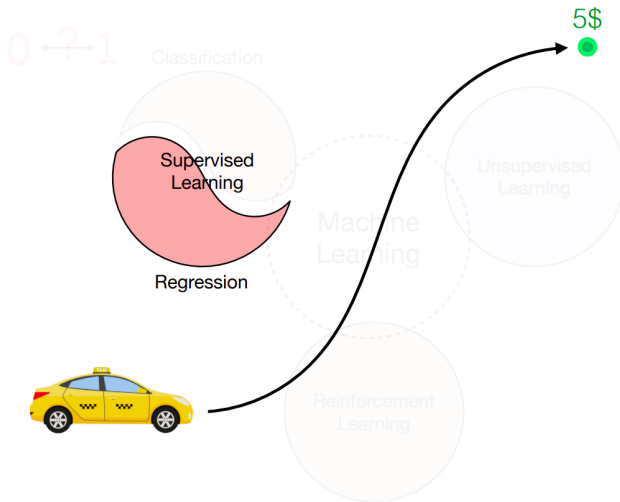 5$
0 ? 1
Classification
Supervised
Learning
Unsupervised
Learning
Machine
Learning
Regression
Reinforcement
Learning